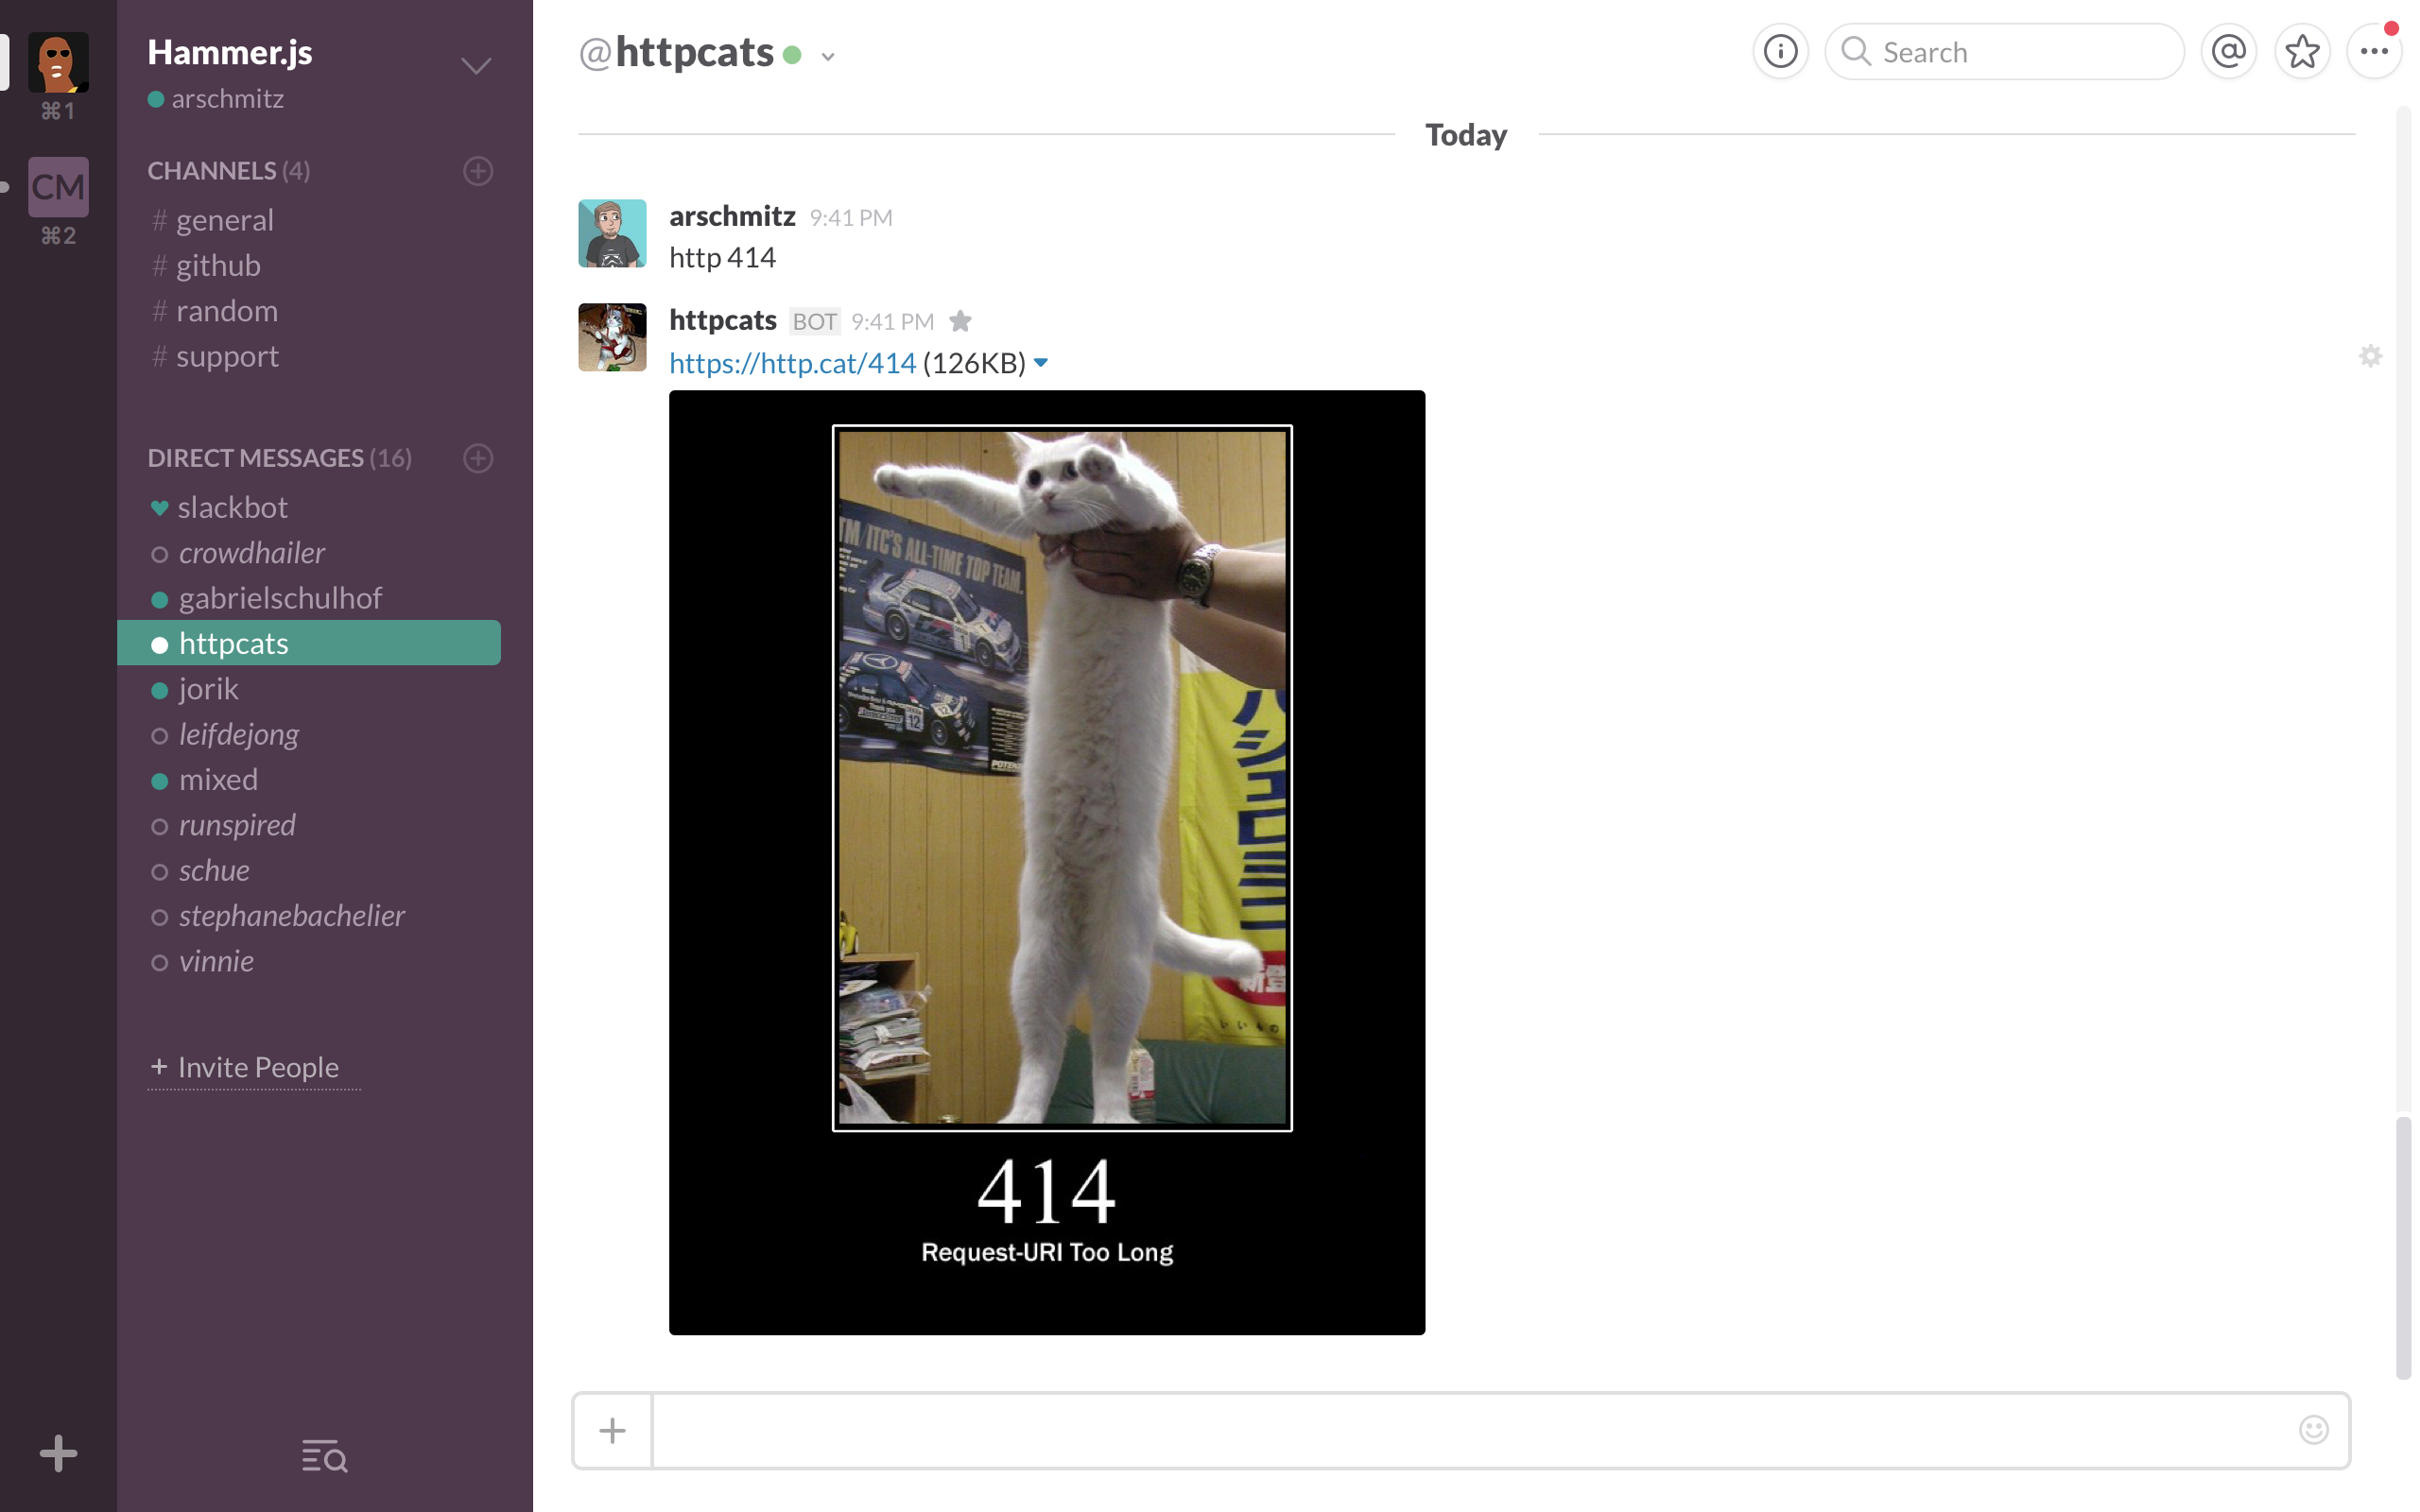 ⌘1
CM
⌘2
Hammer.js
arschmitz
CHANNELS (4)
# general
# github
# random
# support
DIRECT MESSAGES (16)
slackbot
crowdhailer
gabrielschulhof
httpcats
jorik
leifdejong
mixed
runspired
schue
stephanebachelier
vinnie
+ Invite People
@httpcats
Search
Today
arschmitz 9:41 PM
http 414
httpcats BOT 9:41 PM
https://http.cat/414 (126KB)
TM/ITC'S ALL-TIME TOP TEAM.
12
414
Request-URI Too Long